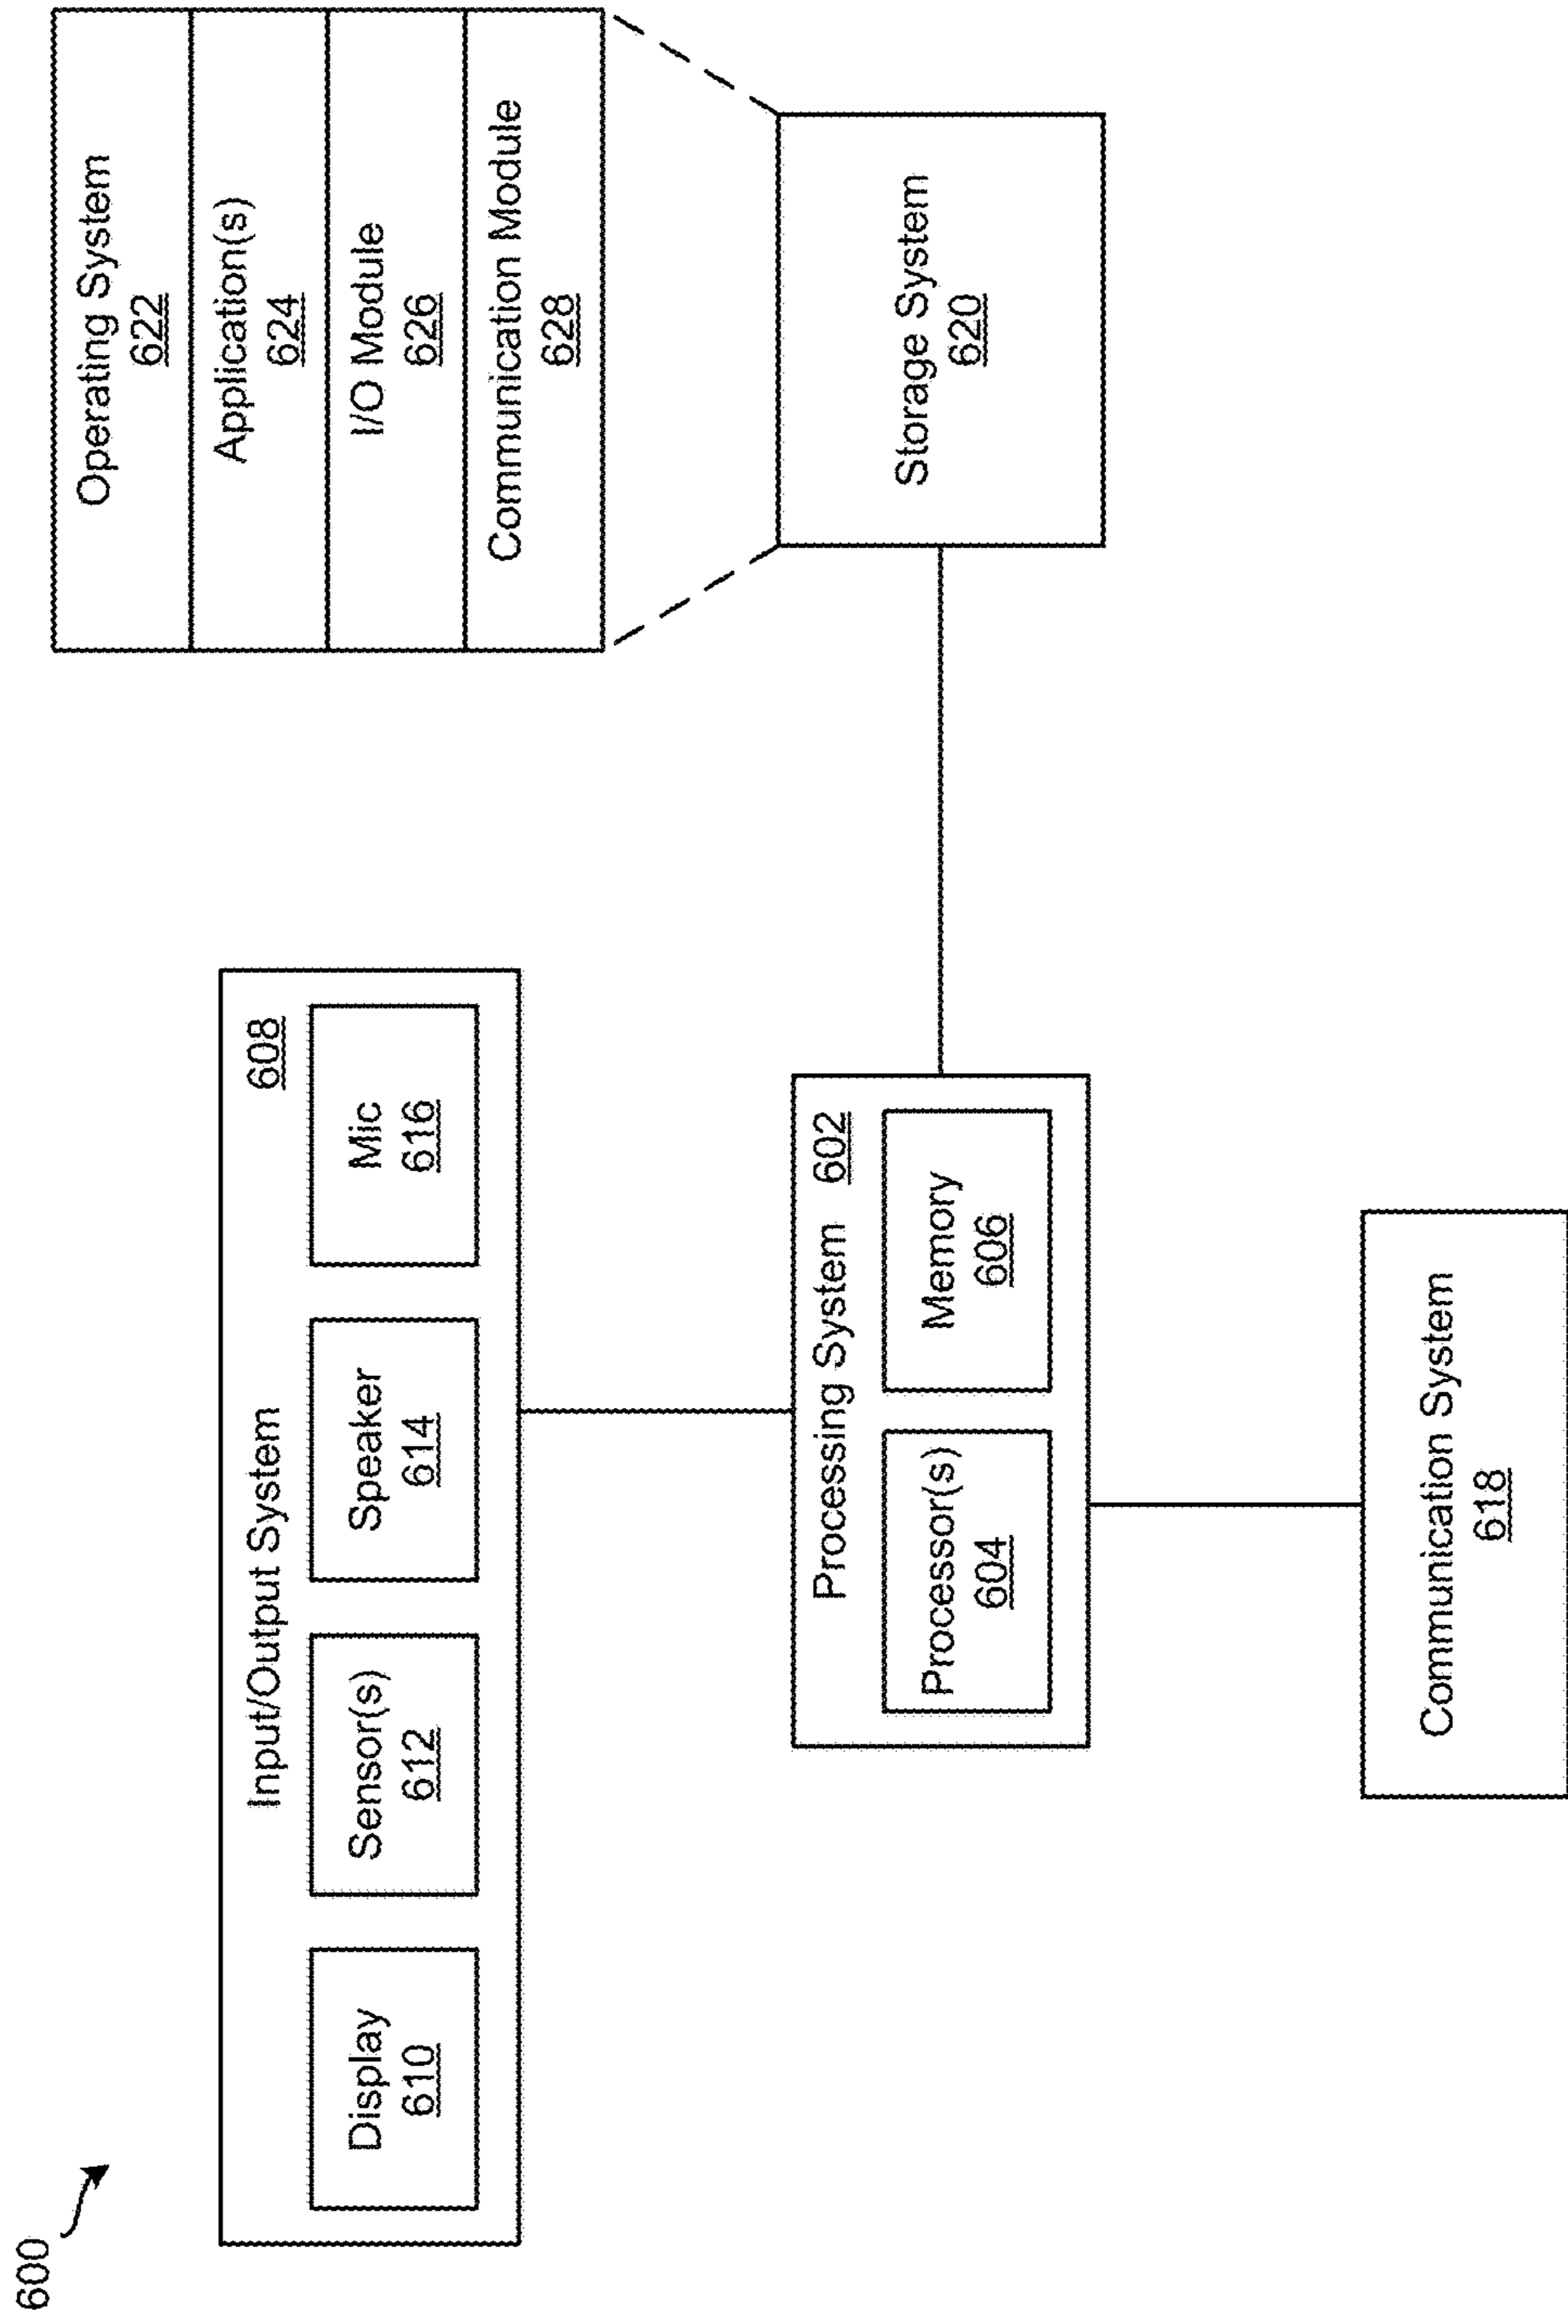 600
Input/Output System
608
Display
610
Sensor(s)
612
Speaker
614
Mic
616
Processing System 602
Processor(s)
604
Memory
606
Communication System
618
Operating System
622
Application(s)
624
I/O Module
626
Communication Module
628
Storage System
620